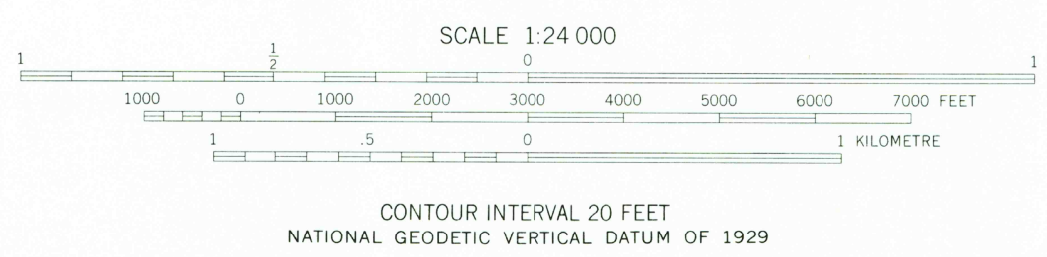 SCALE 1:24 000
1 1/2 0 1
1000 0 1000 2000 3000 4000 5000 6000 7000 FEET
1 .5 0 1 KILOMETRE
CONTOUR INTERVAL 20 FEET
NATIONAL GEODETIC VERTICAL DATUM OF 1929